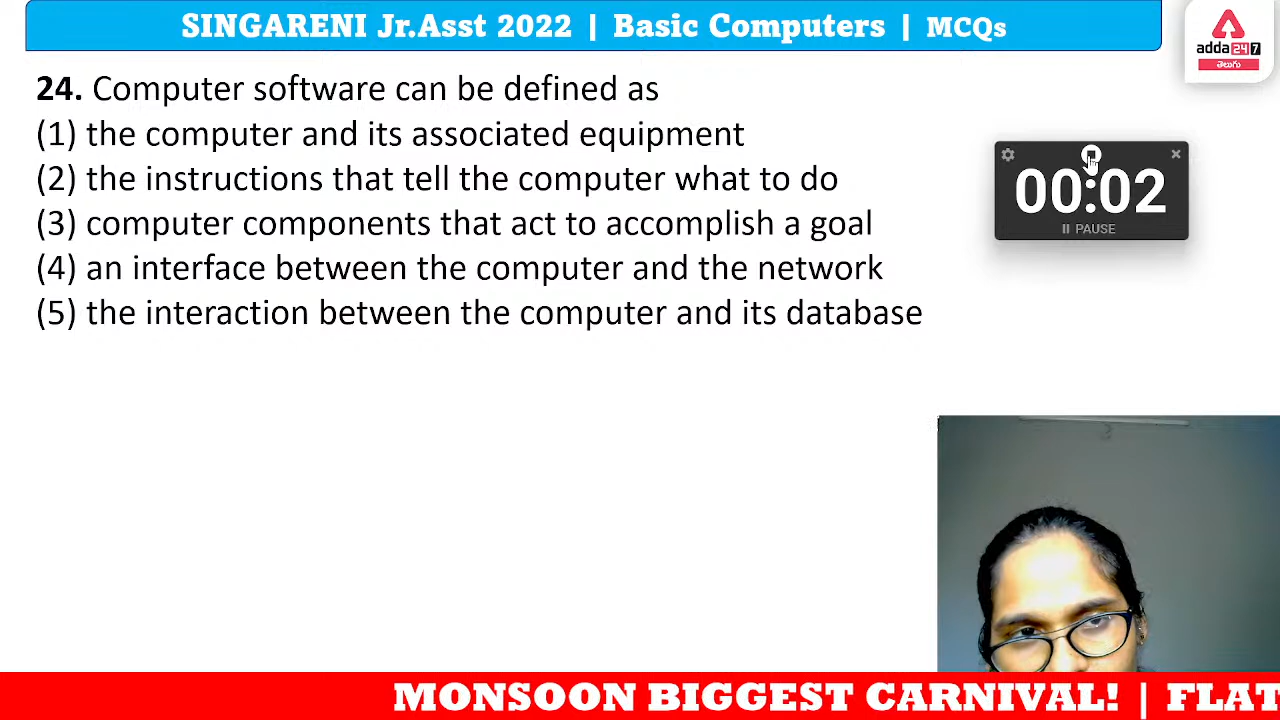 SINGARENI Jr.Asst 2022 | Basic Computers | MCQs
adda247
తెలుగు
24. Computer software can be defined as
(1) the computer and its associated equipment
(2) the instructions that tell the computer what to do
(3) computer components that act to accomplish a goal
(4) an interface between the computer and the network
(5) the interaction between the computer and its database
00:02
PAUSE
MONSOON BIGGEST CARNIVAL! | FLAT